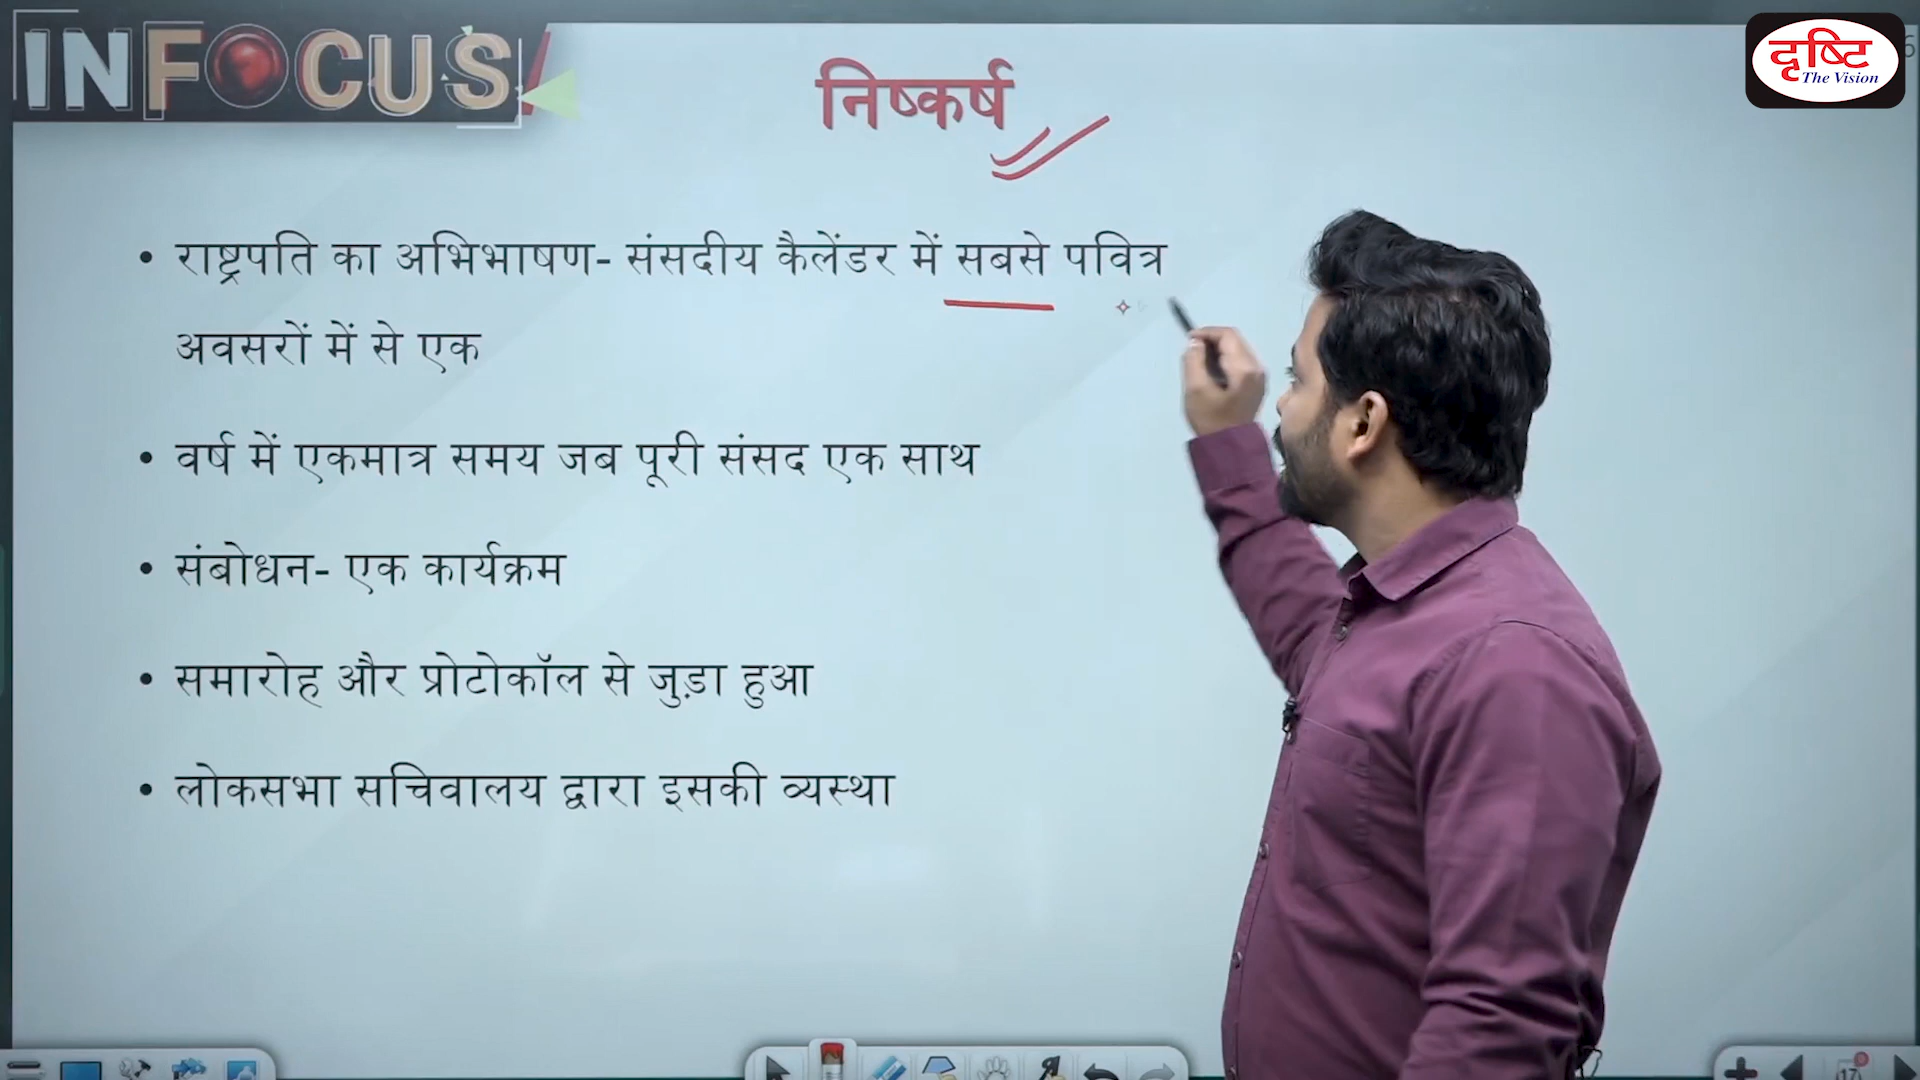 INFOCUS
निष्कर्ष
दृष्टि
The Vision
• राष्ट्रपति का अभिभाषण- संसदीय कैलेंडर में सबसे पवित्र
अवसरों में से एक
• वर्ष में एकमात्र समय जब पूरी संसद एक साथ
• संबोधन- एक कार्यक्रम
• समारोह और प्रोटोकॉल से जुड़ा हुआ
• लोकसभा सचिवालय द्वारा इसकी व्यस्था
17